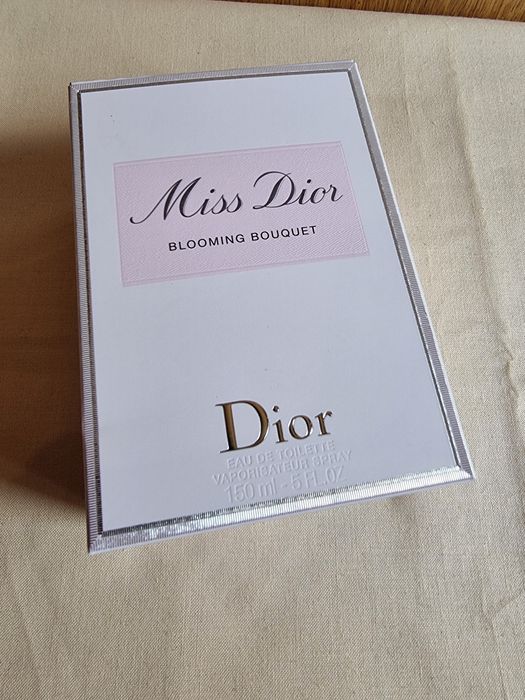 Miss Dior
BLOOMING BOUQUET
Dior
EAU DE TOILETTE
VAPORISATEUR SPRAY
150 ml - 5 FL.OZ